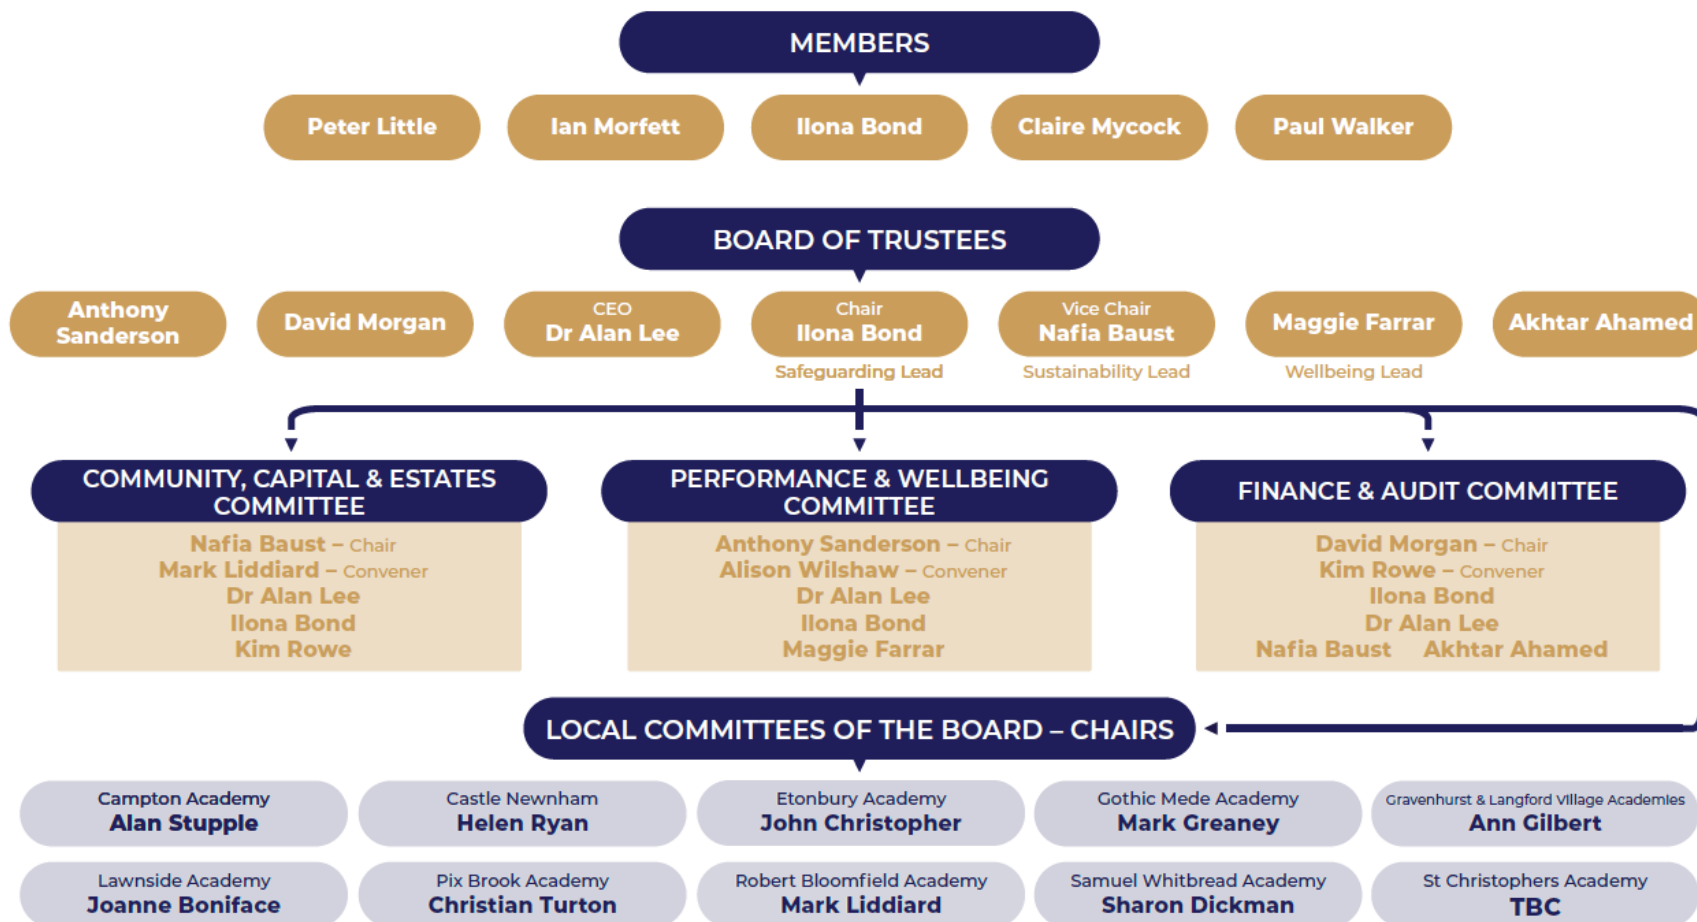 MEMBERS
Peter Little
Ian Morfett
Ilona Bond
Claire Mycock
Paul Walker
BOARD OF TRUSTEES
Anthony
Sanderson
David Morgan
CEO
Dr Alan Lee
Chair
Ilona Bond
Safeguarding Lead
Vice Chair
Nafia Baust
Sustainability Lead
Maggie Farrar
Wellbeing Lead
Akhtar Ahamed
COMMUNITY, CAPITAL & ESTATES
COMMITTEE
Nafia Baust – Chair
Mark Liddiard – Convener
Dr Alan Lee
Ilona Bond
Kim Rowe
PERFORMANCE & WELLBEING
COMMITTEE
Anthony Sanderson – Chair
Alison Wilshaw – Convener
Dr Alan Lee
Ilona Bond
Maggie Farrar
FINANCE & AUDIT COMMITTEE
David Morgan – Chair
Kim Rowe – Convener
Ilona Bond
Dr Alan Lee
Nafia Baust Akhtar Ahamed
LOCAL COMMITTEES OF THE BOARD – CHAIRS
Campton Academy
Alan Stupple
Castle Newnham
Helen Ryan
Etonbury Academy
John Christopher
Gothic Mede Academy
Mark Greaney
Gravenhurst & Langford Village Academies
Ann Gilbert
Lawnside Academy
Joanne Boniface
Pix Brook Academy
Christian Turton
Robert Bloomfield Academy
Mark Liddiard
Samuel Whitbread Academy
Sharon Dickman
St Christophers Academy
TBC